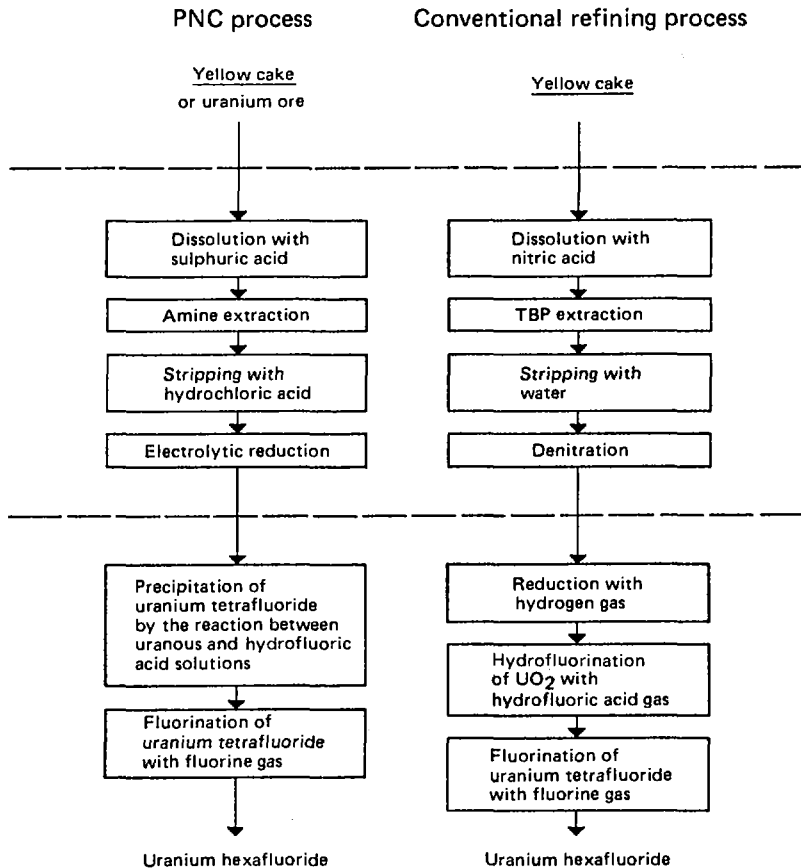 PNC process
Yellow cake
or uranium ore
Dissolution with
sulphuric acid
Amine extraction
Stripping with
hydrochloric acid
Electrolytic reduction
Precipitation of
uranium tetrafluoride
by the reaction between
uranous and hydrofluoric
acid solutions
Fluorination of
uranium tetrafluoride
with fluorine gas
Uranium hexafluoride
Conventional refining process
Yellow cake
Dissolution with
nitric acid
TBP extraction
Stripping with
water
Denitration
Reduction with
hydrogen gas
Hydrofluorination
of UO2 with
hydrofluoric acid gas
Fluorination of
uranium tetrafluoride
with fluorine gas
Uranium hexafluoride